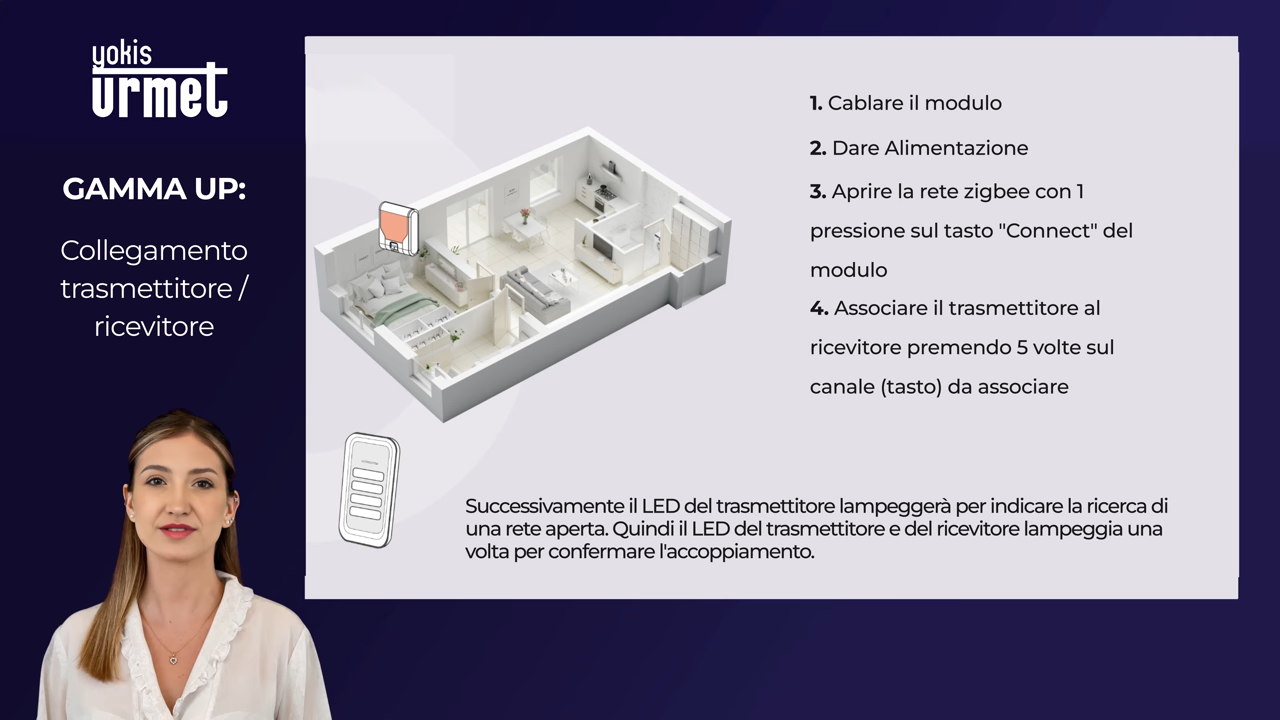 yokis
urmet
GAMMA UP:
Collegamento
trasmettitore /
ricevitore
1. Cablare il modulo
2. Dare Alimentazione
3. Aprire la rete zigbee con 1
pressione sul tasto "Connect" del
modulo
4. Associare il trasmettitore al
ricevitore premendo 5 volte sul
canale (tasto) da associare
Successivamente il LED del trasmettitore lampeggerà per indicare la ricerca di
una rete aperta. Quindi il LED del trasmettitore e del ricevitore lampeggia una
volta per confermare l'accoppiamento.